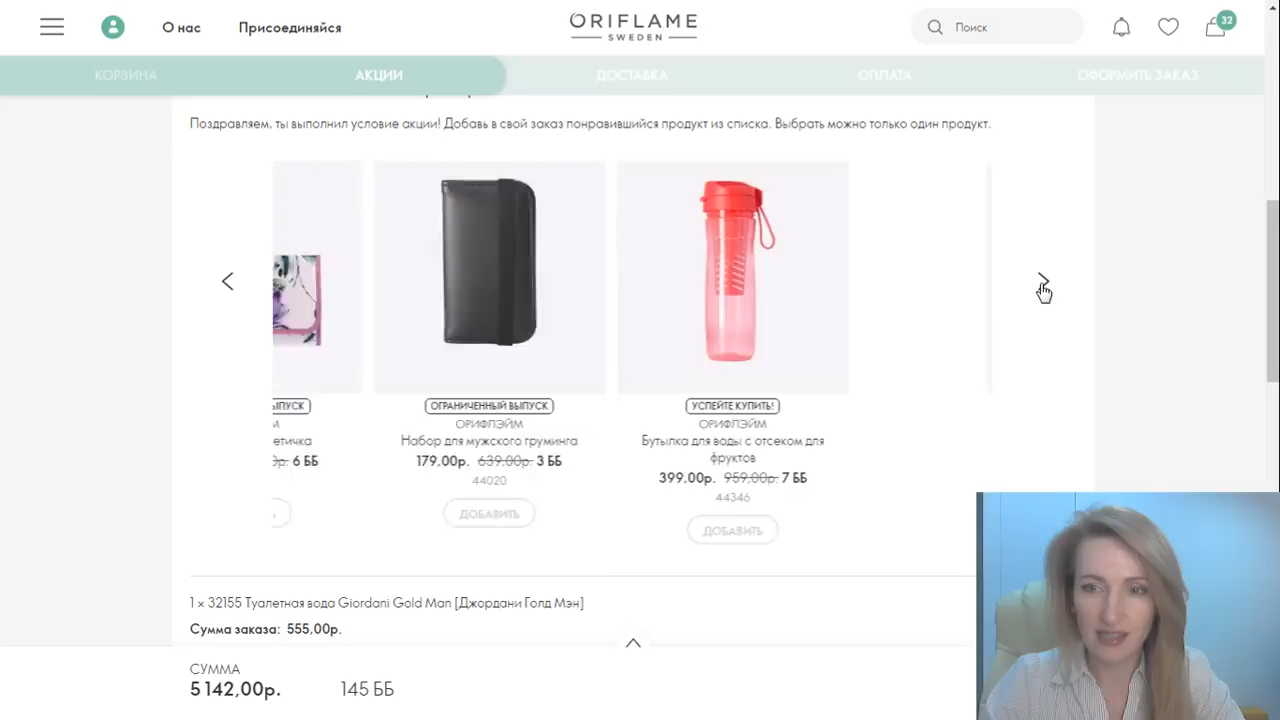 О нас
Присоединяйся
ORIFLAME
SWEDEN
Поиск
32
КОРЗИНА
АКЦИИ
ДОСТАВКА
ОПЛАТА
ОФОРМИТЬ ЗАКАЗ
Поздравляем, ты выполнил условие акции! Добавь в свой заказ понравившийся продукт из списка. Выбрать можно только один продукт.
6 ББ
ОГРАНИЧЕННЫЙ ВЫПУСК
ОРИФЛЭЙМ
Набор для мужского груминга
179,00р. 639,00р. 3 ББ
44020
ДОБАВИТЬ
УСПЕЙТЕ КУПИТЬ!
ОРИФЛЭЙМ
Бутылка для воды с отсеком для
фруктов
399,00р. 959,00р. 7 ББ
44346
ДОБАВИТЬ
1 × 32155 Туалетная вода Giordani Gold Man [Джордани Голд Мэн]
Сумма заказа: 555,00р.
СУММА
5 142,00р. 145 ББ